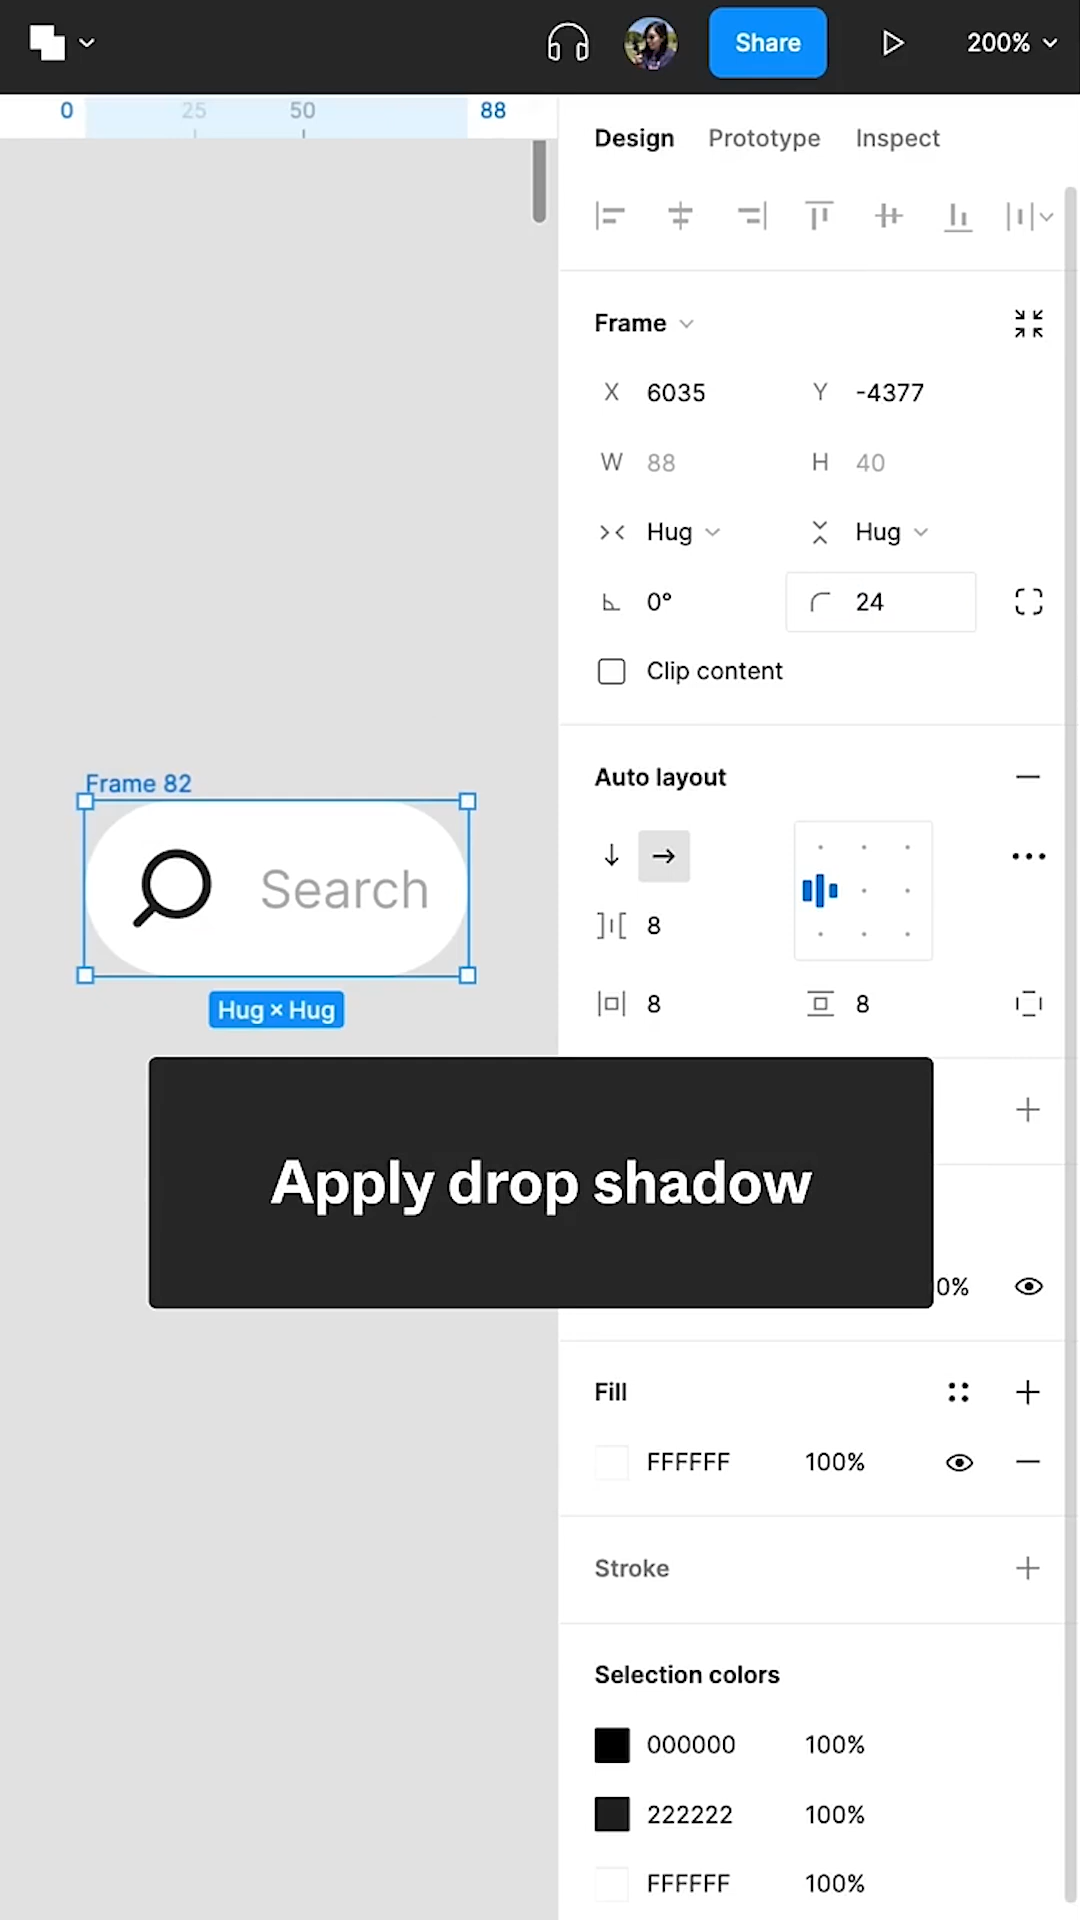 Share
200%
0 25 50 88
Design Prototype Inspect
Frame
X 6035 Y -4377
W 88 H 40
Hug Hug
0° 24
Clip content
Frame 82
Search
Hug × Hug
Auto layout
8
8 8
Apply drop shadow
0%
Fill
FFFFFF 100%
Stroke
Selection colors
000000 100%
222222 100%
FFFFFF 100%